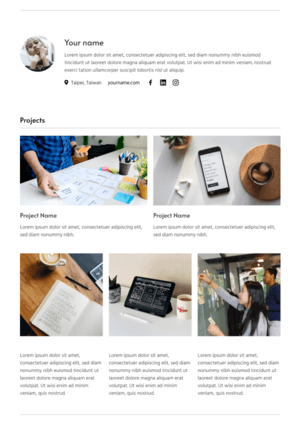 Your name
Lorem ipsum dolor sit amet, consectetuer adipiscing elit, sed diam nonummy nibh euismod
tincidunt ut laoreet dolore magna aliquam erat volutpat. Ut wisi enim ad minim veniam, nostrud
exerci tation ullamcorper suscipit lobortis nisl ut aliquip.
Taipei, Taiwan yourname.com
Projects
Project Name Project Name
Lorem ipsum dolor sit amet, consectetuer adipiscing elit, Lorem ipsum dolor sit amet, consectetuer adipiscing elit,
sed diam nonummy nibh. sed diam nonummy nibh.
Lorem ipsum dolor sit amet, Lorem ipsum dolor sit amet, Lorem ipsum dolor sit amet,
consectetuer adipiscing elit, sed diam consectetuer adipiscing elit, sed diam consectetuer adipiscing elit, sed diam
nonummy nibh euismod tincidunt ut nonummy nibh euismod tincidunt ut nonummy nibh euismod tincidunt ut
laoreet dolore magna aliquam erat laoreet dolore magna aliquam erat laoreet dolore magna aliquam erat
volutpat. Ut wisi enim ad minim volutpat. Ut wisi enim ad minim volutpat. Ut wisi enim ad minim
veniam, quis nostrud. veniam, quis nostrud. veniam, quis nostrud.